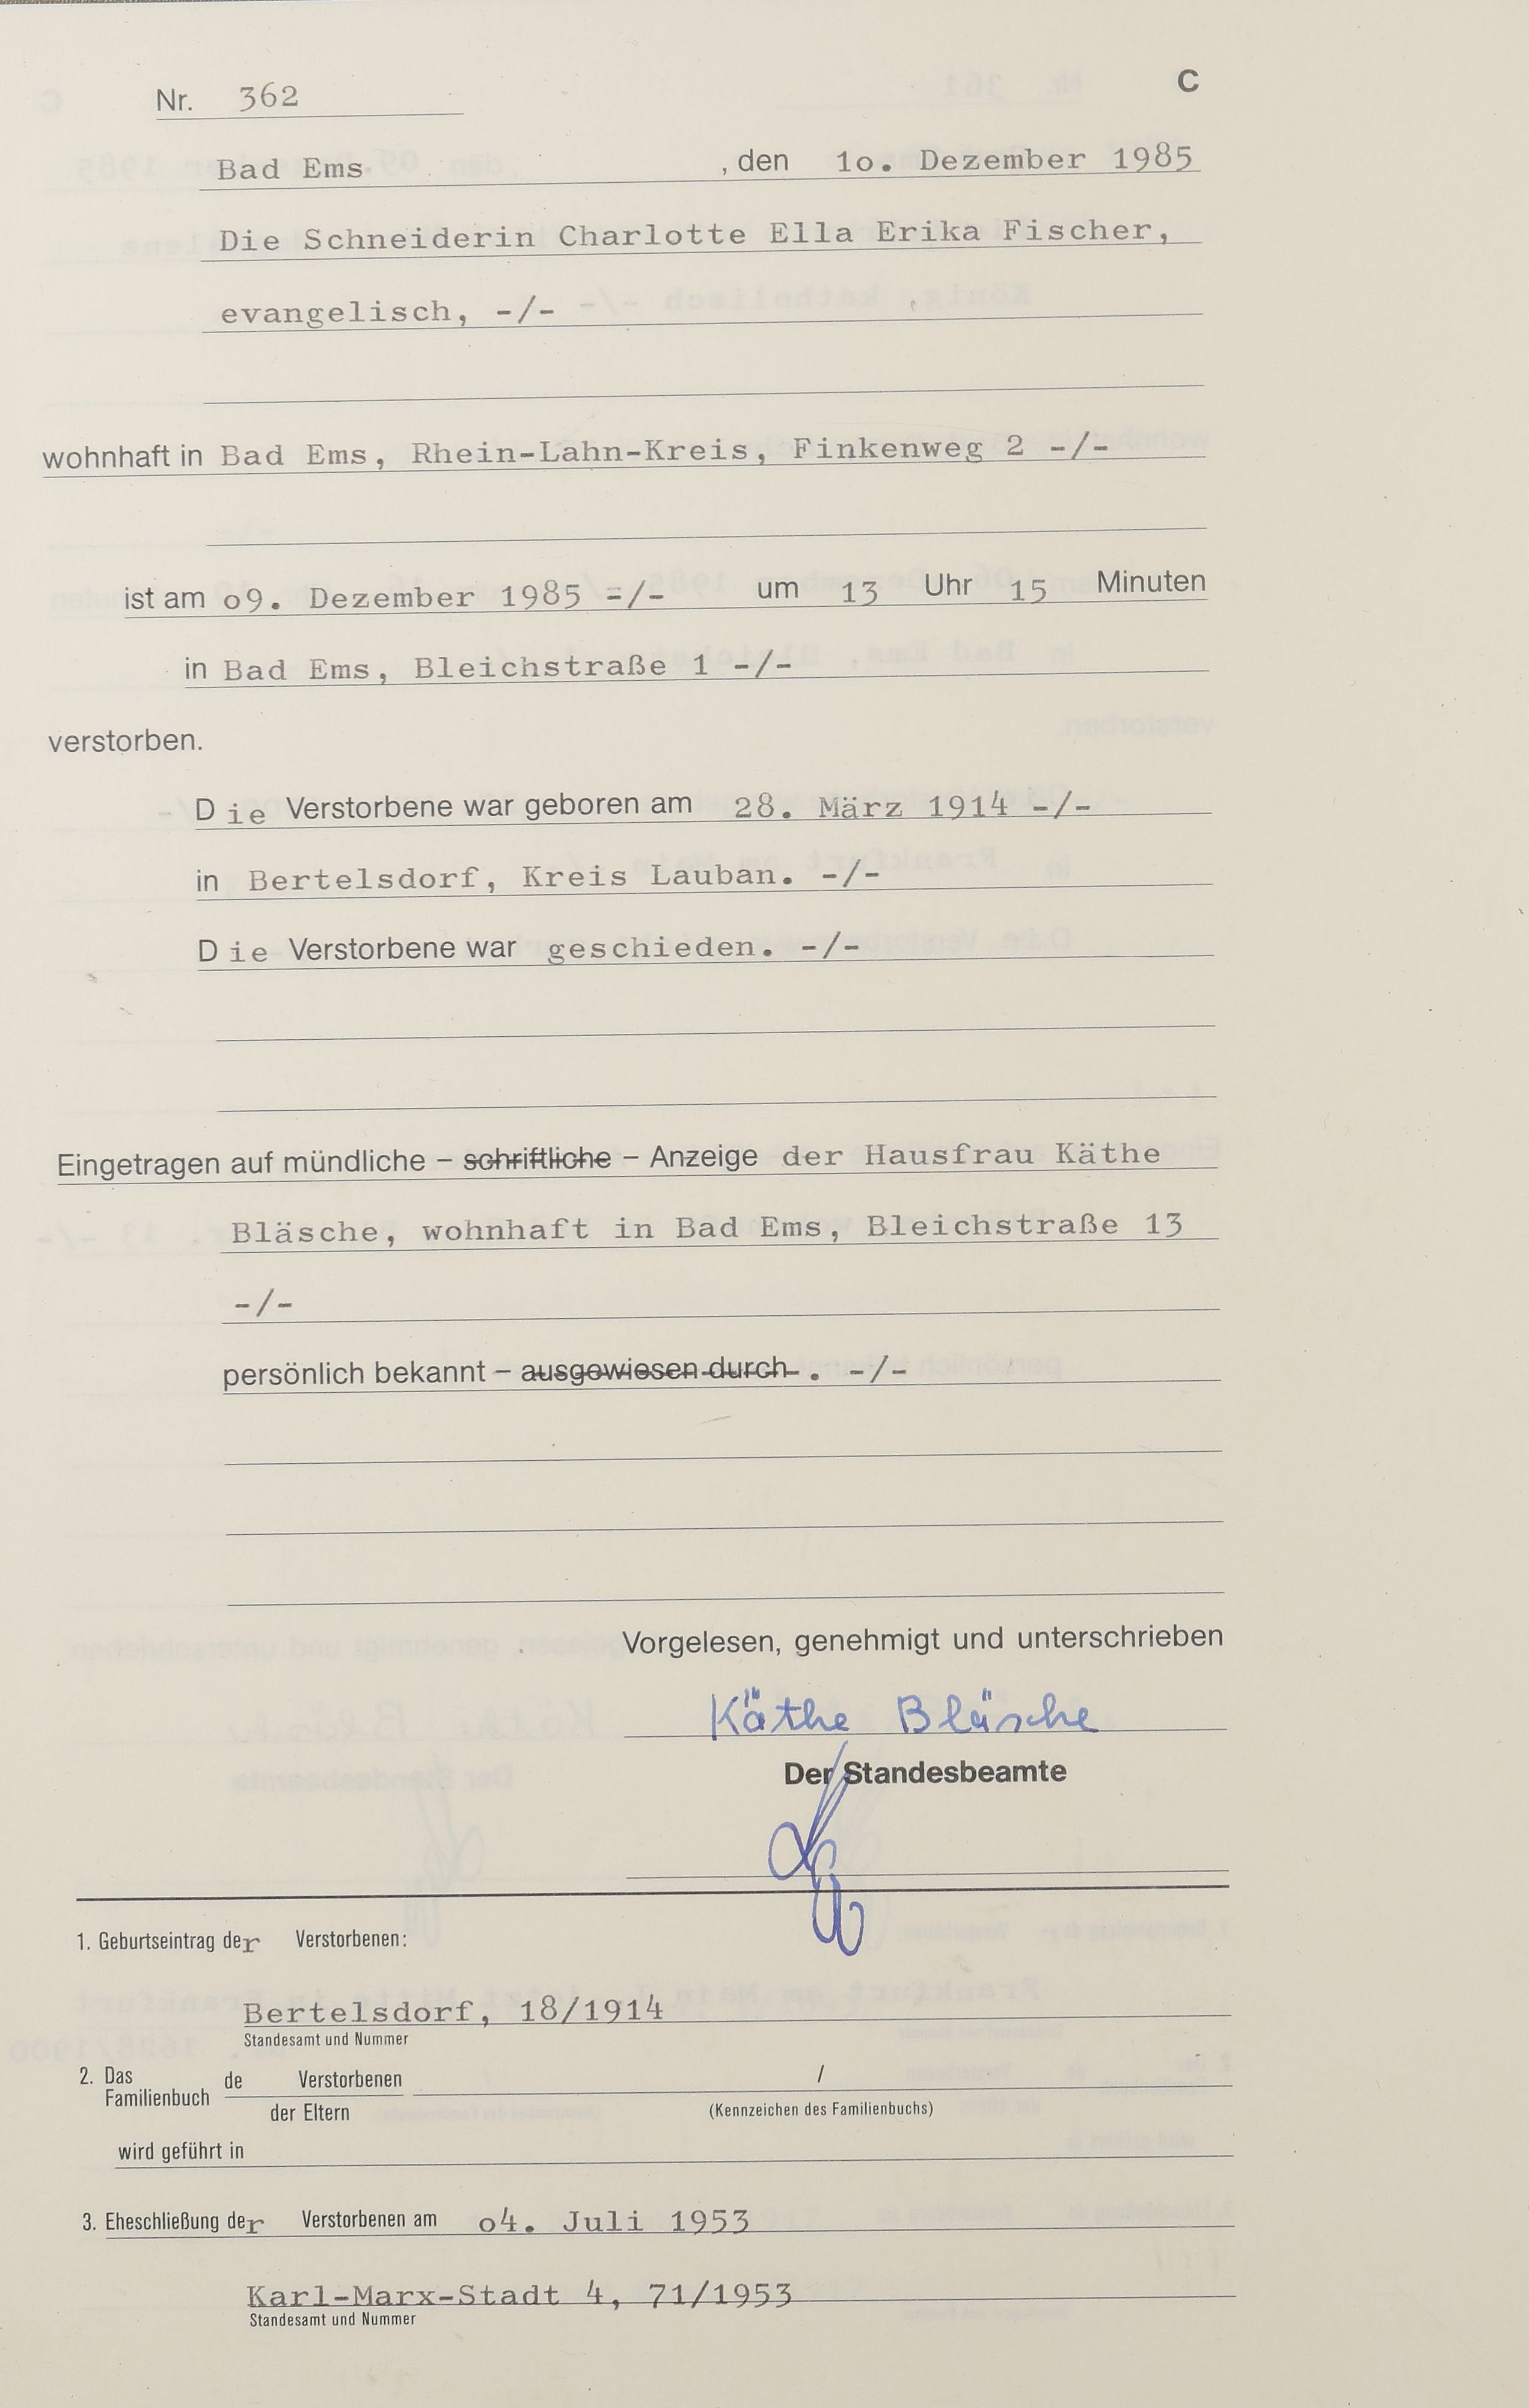 Nr. 362
C
Bad Ems , den 1o. Dezember 1985
Die Schneiderin Charlotte Ella Erika Fischer,
evangelisch, -/-
wohnhaft in Bad Ems, Rhein-Lahn-Kreis, Finkenweg 2 -/-
ist am o9. Dezember 1985 =/- um 13 Uhr 15 Minuten
in Bad Ems, Bleichstraße 1 -/-
verstorben.
Die Verstorbene war geboren am 28. März 1914 -/-
in Bertelsdorf, Kreis Lauban. -/-
Die Verstorbene war geschieden. -/-
Eingetragen auf mündliche – schriftliche – Anzeige der Hausfrau Käthe
Bläsche, wohnhaft in Bad Ems, Bleichstraße 13
-/-
persönlich bekannt – ausgewiesen durch . -/-
Vorgelesen, genehmigt und unterschrieben
Käthe Bläsche
Der Standesbeamte
1. Geburtseintrag der Verstorbenen:
Bertelsdorf, 18/1914
Standesamt und Nummer
2. Das Familienbuch de Verstorbenen /
der Eltern (Kennzeichen des Familienbuchs)
wird geführt in
3. Eheschließung der Verstorbenen am o4. Juli 1953
Karl-Marx-Stadt 4, 71/1953
Standesamt und Nummer